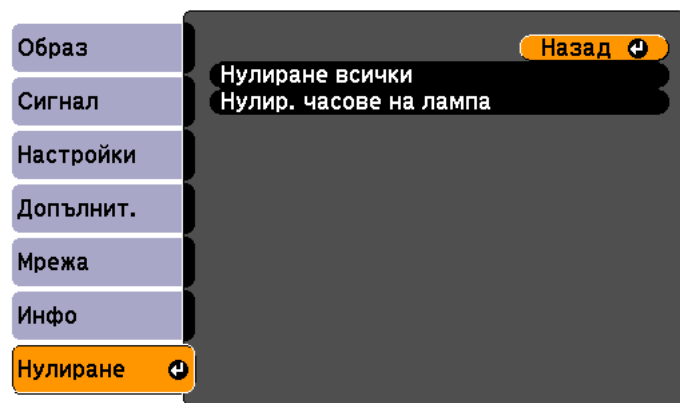 Образ
Сигнал
Настройки
Допълнит.
Мрежа
Инфо
Нулиране
Назад
Нулиране всички
Нулир. часове на лампа